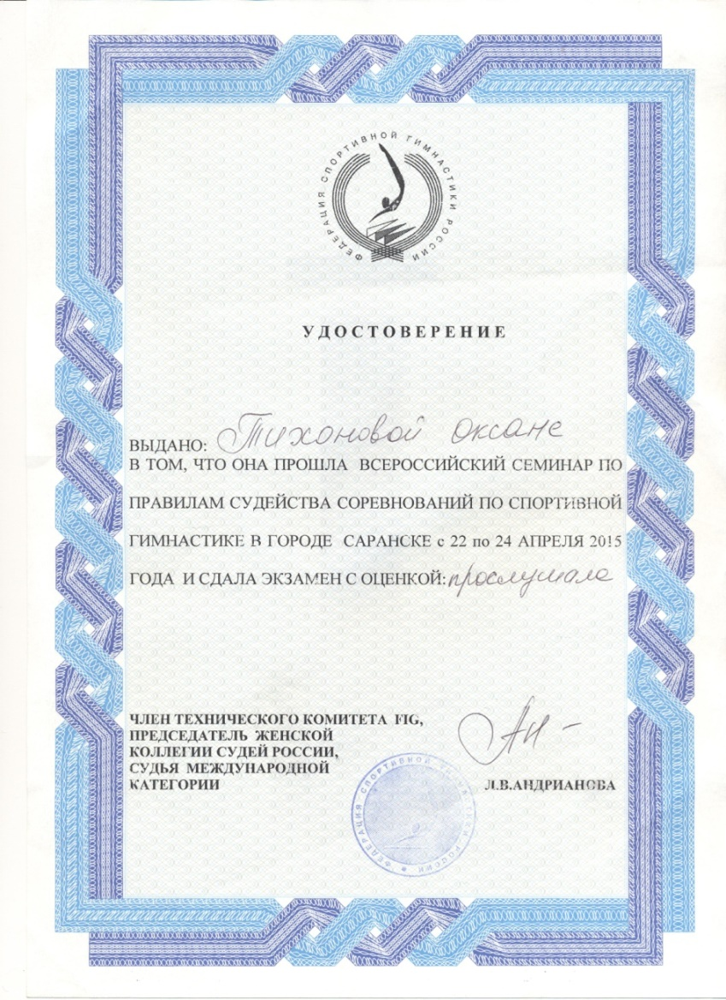 ФЕДЕРАЦИЯ СПОРТИВНОЙ ГИМНАСТИКИ РОССИИ
УДОСТОВЕРЕНИЕ
ВЫДАНО: Тихоновой Оксане
В ТОМ, ЧТО ОНА ПРОШЛА ВСЕРОССИЙСКИЙ СЕМИНАР ПО
ПРАВИЛАМ СУДЕЙСТВА СОРЕВНОВАНИЙ ПО СПОРТИВНОЙ
ГИМНАСТИКЕ В ГОРОДЕ САРАНСКЕ с 22 по 24 АПРЕЛЯ 2015
ГОДА И СДАЛА ЭКЗАМЕН С ОЦЕНКОЙ: прослушала
ЧЛЕН ТЕХНИЧЕСКОГО КОМИТЕТА FIG,
ПРЕДСЕДАТЕЛЬ ЖЕНСКОЙ
КОЛЛЕГИИ СУДЕЙ РОССИИ,
СУДЬЯ МЕЖДУНАРОДНОЙ
КАТЕГОРИИ
Л.В.АНДРИАНОВА
ФЕДЕРАЦИЯ СПОРТИВНОЙ ГИМНАСТИКИ РОССИИ